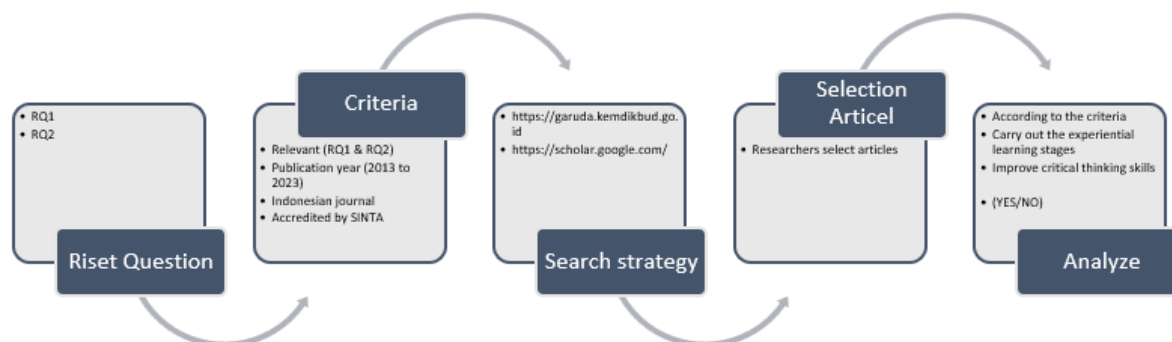 • RQ1
• RQ2
Riset Question
Criteria
• Relevant (RQ1 & RQ2)
• Publication year (2013 to
2023)
• Indonesian journal
• Accredited by SINTA
• https://garuda.kemdikbud.go.
id
• https://scholar.google.com/
Search strategy
Selection
Articel
• Researchers select articles
• According to the criteria
• Carry out the experiential
learning stages
• Improve critical thinking skills
• (YES/NO)
Analyze